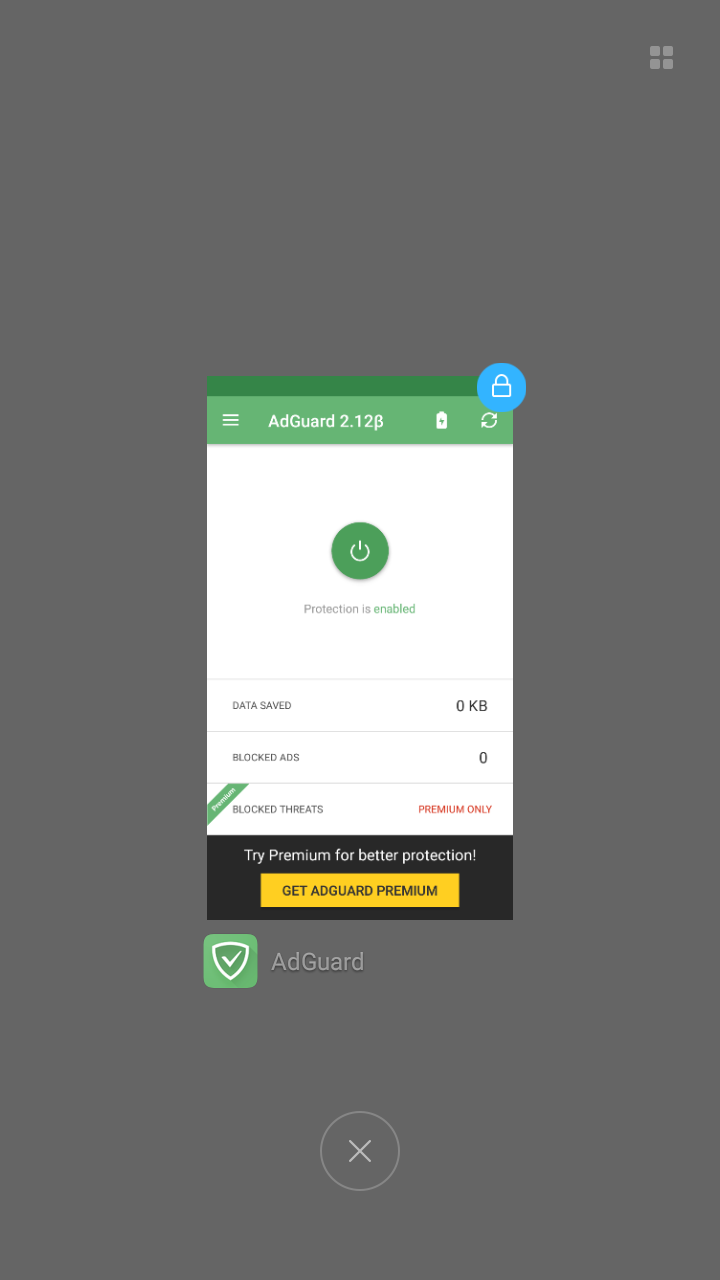 AdGuard 2.12β
Protection is enabled
DATA SAVED 0 KB
BLOCKED ADS 0
Premium
BLOCKED THREATS PREMIUM ONLY
Try Premium for better protection!
GET ADGUARD PREMIUM
AdGuard